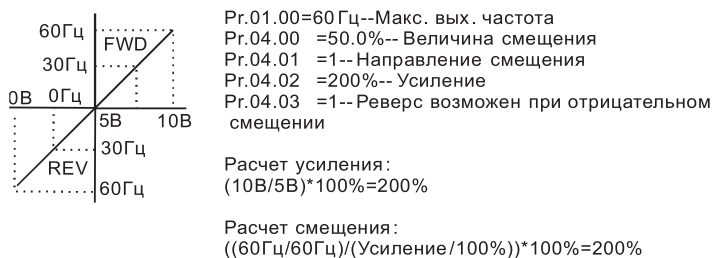 60Гц
FWD
30Гц
0В
0Гц
5В
10В
30Гц
REV
60Гц
Pr.01.00=60Гц--Макс. вых. частота
Pr.04.00 =50.0%-- Величина смещения
Pr.04.01 =1-- Направление смещения
Pr.04.02 =200%-- Усиление
Pr.04.03 =1-- Реверс возможен при отрицательном
смещении
Расчет усиления:
(10В/5В)*100%=200%
Расчет смещения:
((60Гц/60Гц)/(Усиление/100%))*100%=200%